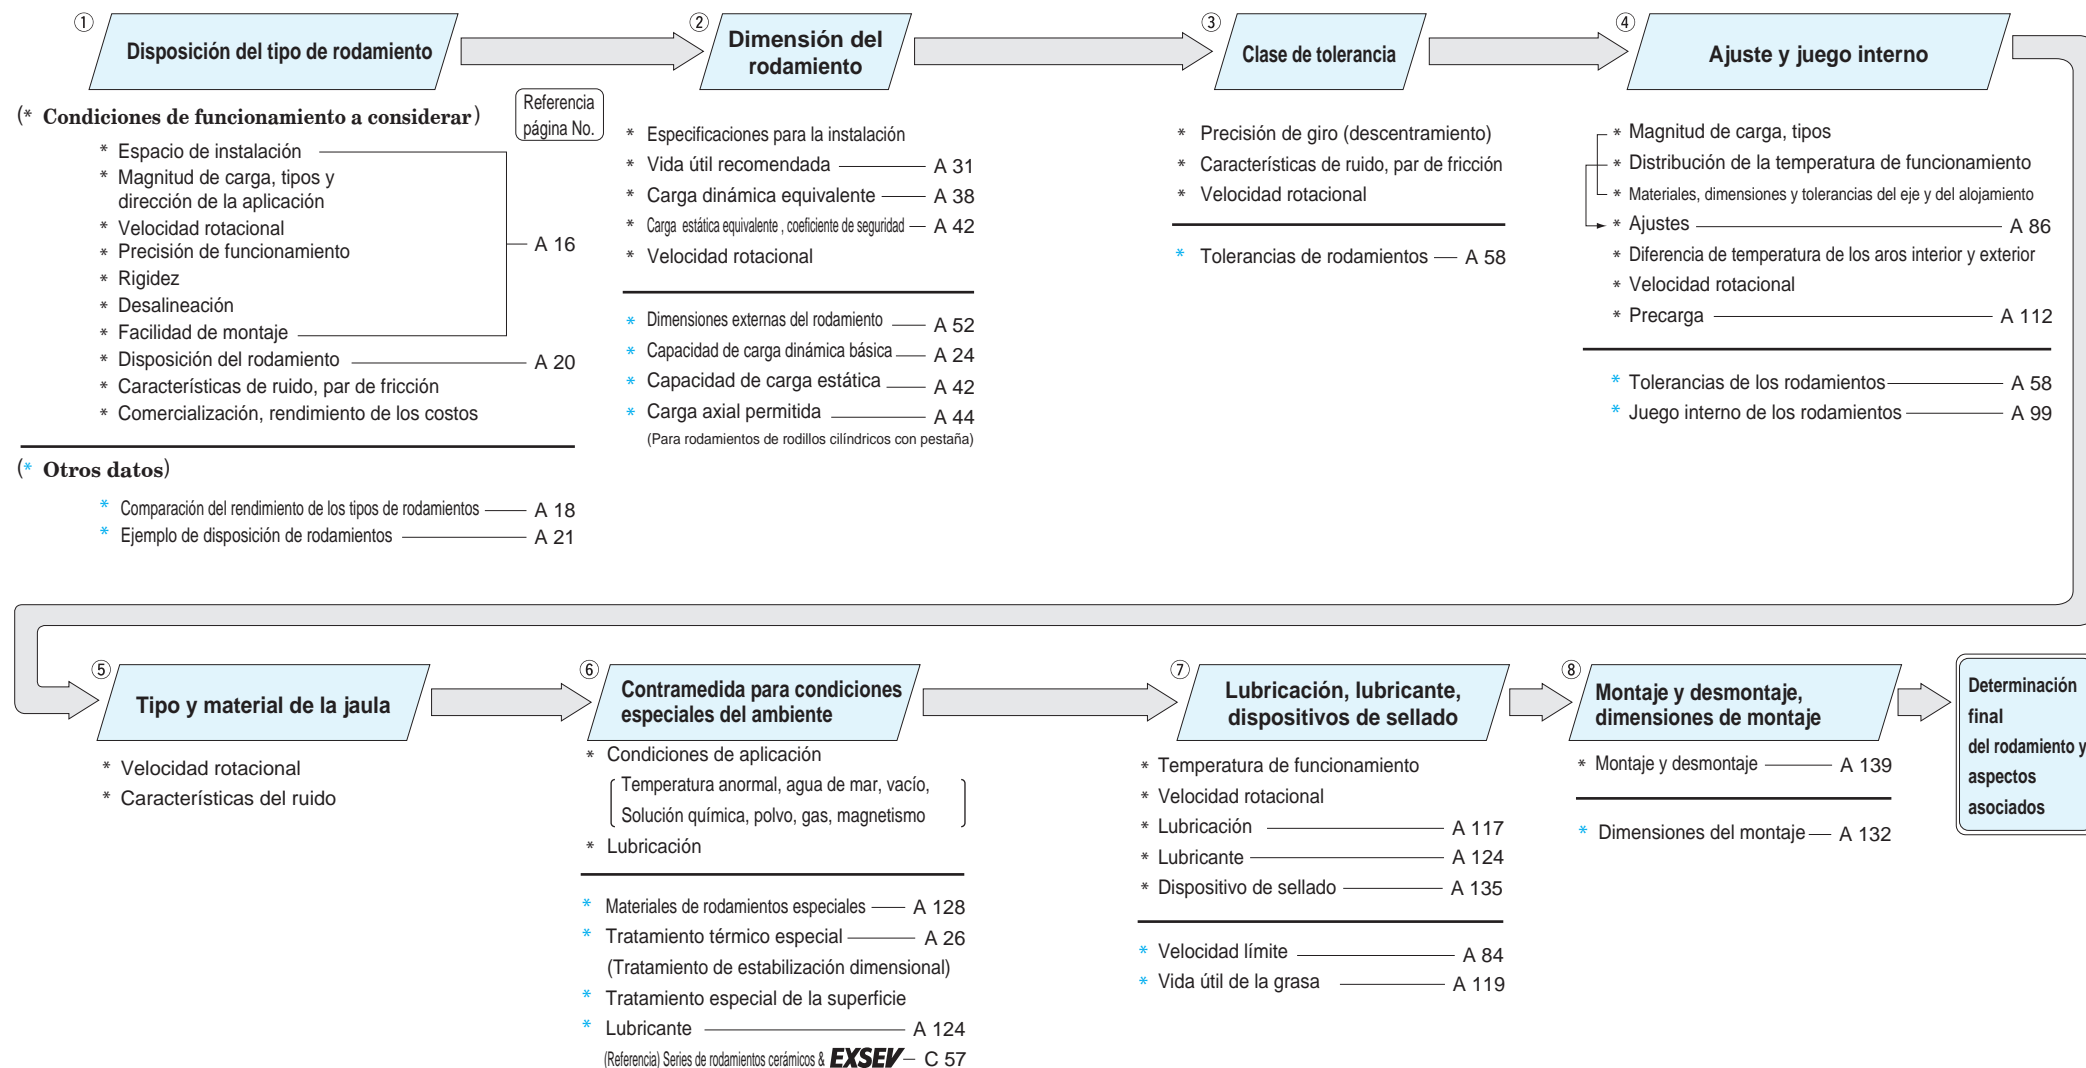 ① Disposición del tipo de rodamiento
(* Condiciones de funcionamiento a considerar)
Referencia
página No.
* Espacio de instalación
* Magnitud de carga, tipos y
dirección de la aplicación
* Velocidad rotacional
* Precisión de funcionamiento
* Rigidez
* Desalineación
* Facilidad de montaje
A 16
* Disposición del rodamiento A 20
* Características de ruido, par de fricción
* Comercialización, rendimiento de los costos
(* Otros datos)
* Comparación del rendimiento de los tipos de rodamientos A 18
* Ejemplo de disposición de rodamientos A 21
② Dimensión del
rodamiento
* Especificaciones para la instalación
* Vida útil recomendada A 31
* Carga dinámica equivalente A 38
* Carga estática equivalente , coeficiente de seguridad A 42
* Velocidad rotacional
* Dimensiones externas del rodamiento A 52
* Capacidad de carga dinámica básica A 24
* Capacidad de carga estática A 42
* Carga axial permitida A 44
(Para rodamientos de rodillos cilíndricos con pestaña)
③ Clase de tolerancia
* Precisión de giro (descentramiento)
* Características de ruido, par de fricción
* Velocidad rotacional
* Tolerancias de rodamientos A 58
④ Ajuste y juego interno
* Magnitud de carga, tipos
* Distribución de la temperatura de funcionamiento
* Materiales, dimensiones y tolerancias del eje y del alojamiento
* Ajustes A 86
* Diferencia de temperatura de los aros interior y exterior
* Velocidad rotacional
* Precarga A 112
* Tolerancias de los rodamientos A 58
* Juego interno de los rodamientos A 99
⑤ Tipo y material de la jaula
* Velocidad rotacional
* Características del ruido
⑥ Contramedida para condiciones
especiales del ambiente
* Condiciones de aplicación
Temperatura anormal, agua de mar, vacío,
Solución química, polvo, gas, magnetismo
* Lubricación
* Materiales de rodamientos especiales A 128
* Tratamiento térmico especial A 26
(Tratamiento de estabilización dimensional)
* Tratamiento especial de la superficie
* Lubricante A 124
(Referencia) Series de rodamientos cerámicos & EXSEV C 57
⑦ Lubricación, lubricante,
dispositivos de sellado
* Temperatura de funcionamiento
* Velocidad rotacional
* Lubricación A 117
* Lubricante A 124
* Dispositivo de sellado A 135
* Velocidad límite A 84
* Vida útil de la grasa A 119
⑧ Montaje y desmontaje,
dimensiones de montaje
* Montaje y desmontaje A 139
* Dimensiones del montaje A 132
Determinación
final
del rodamiento y
aspectos
asociados